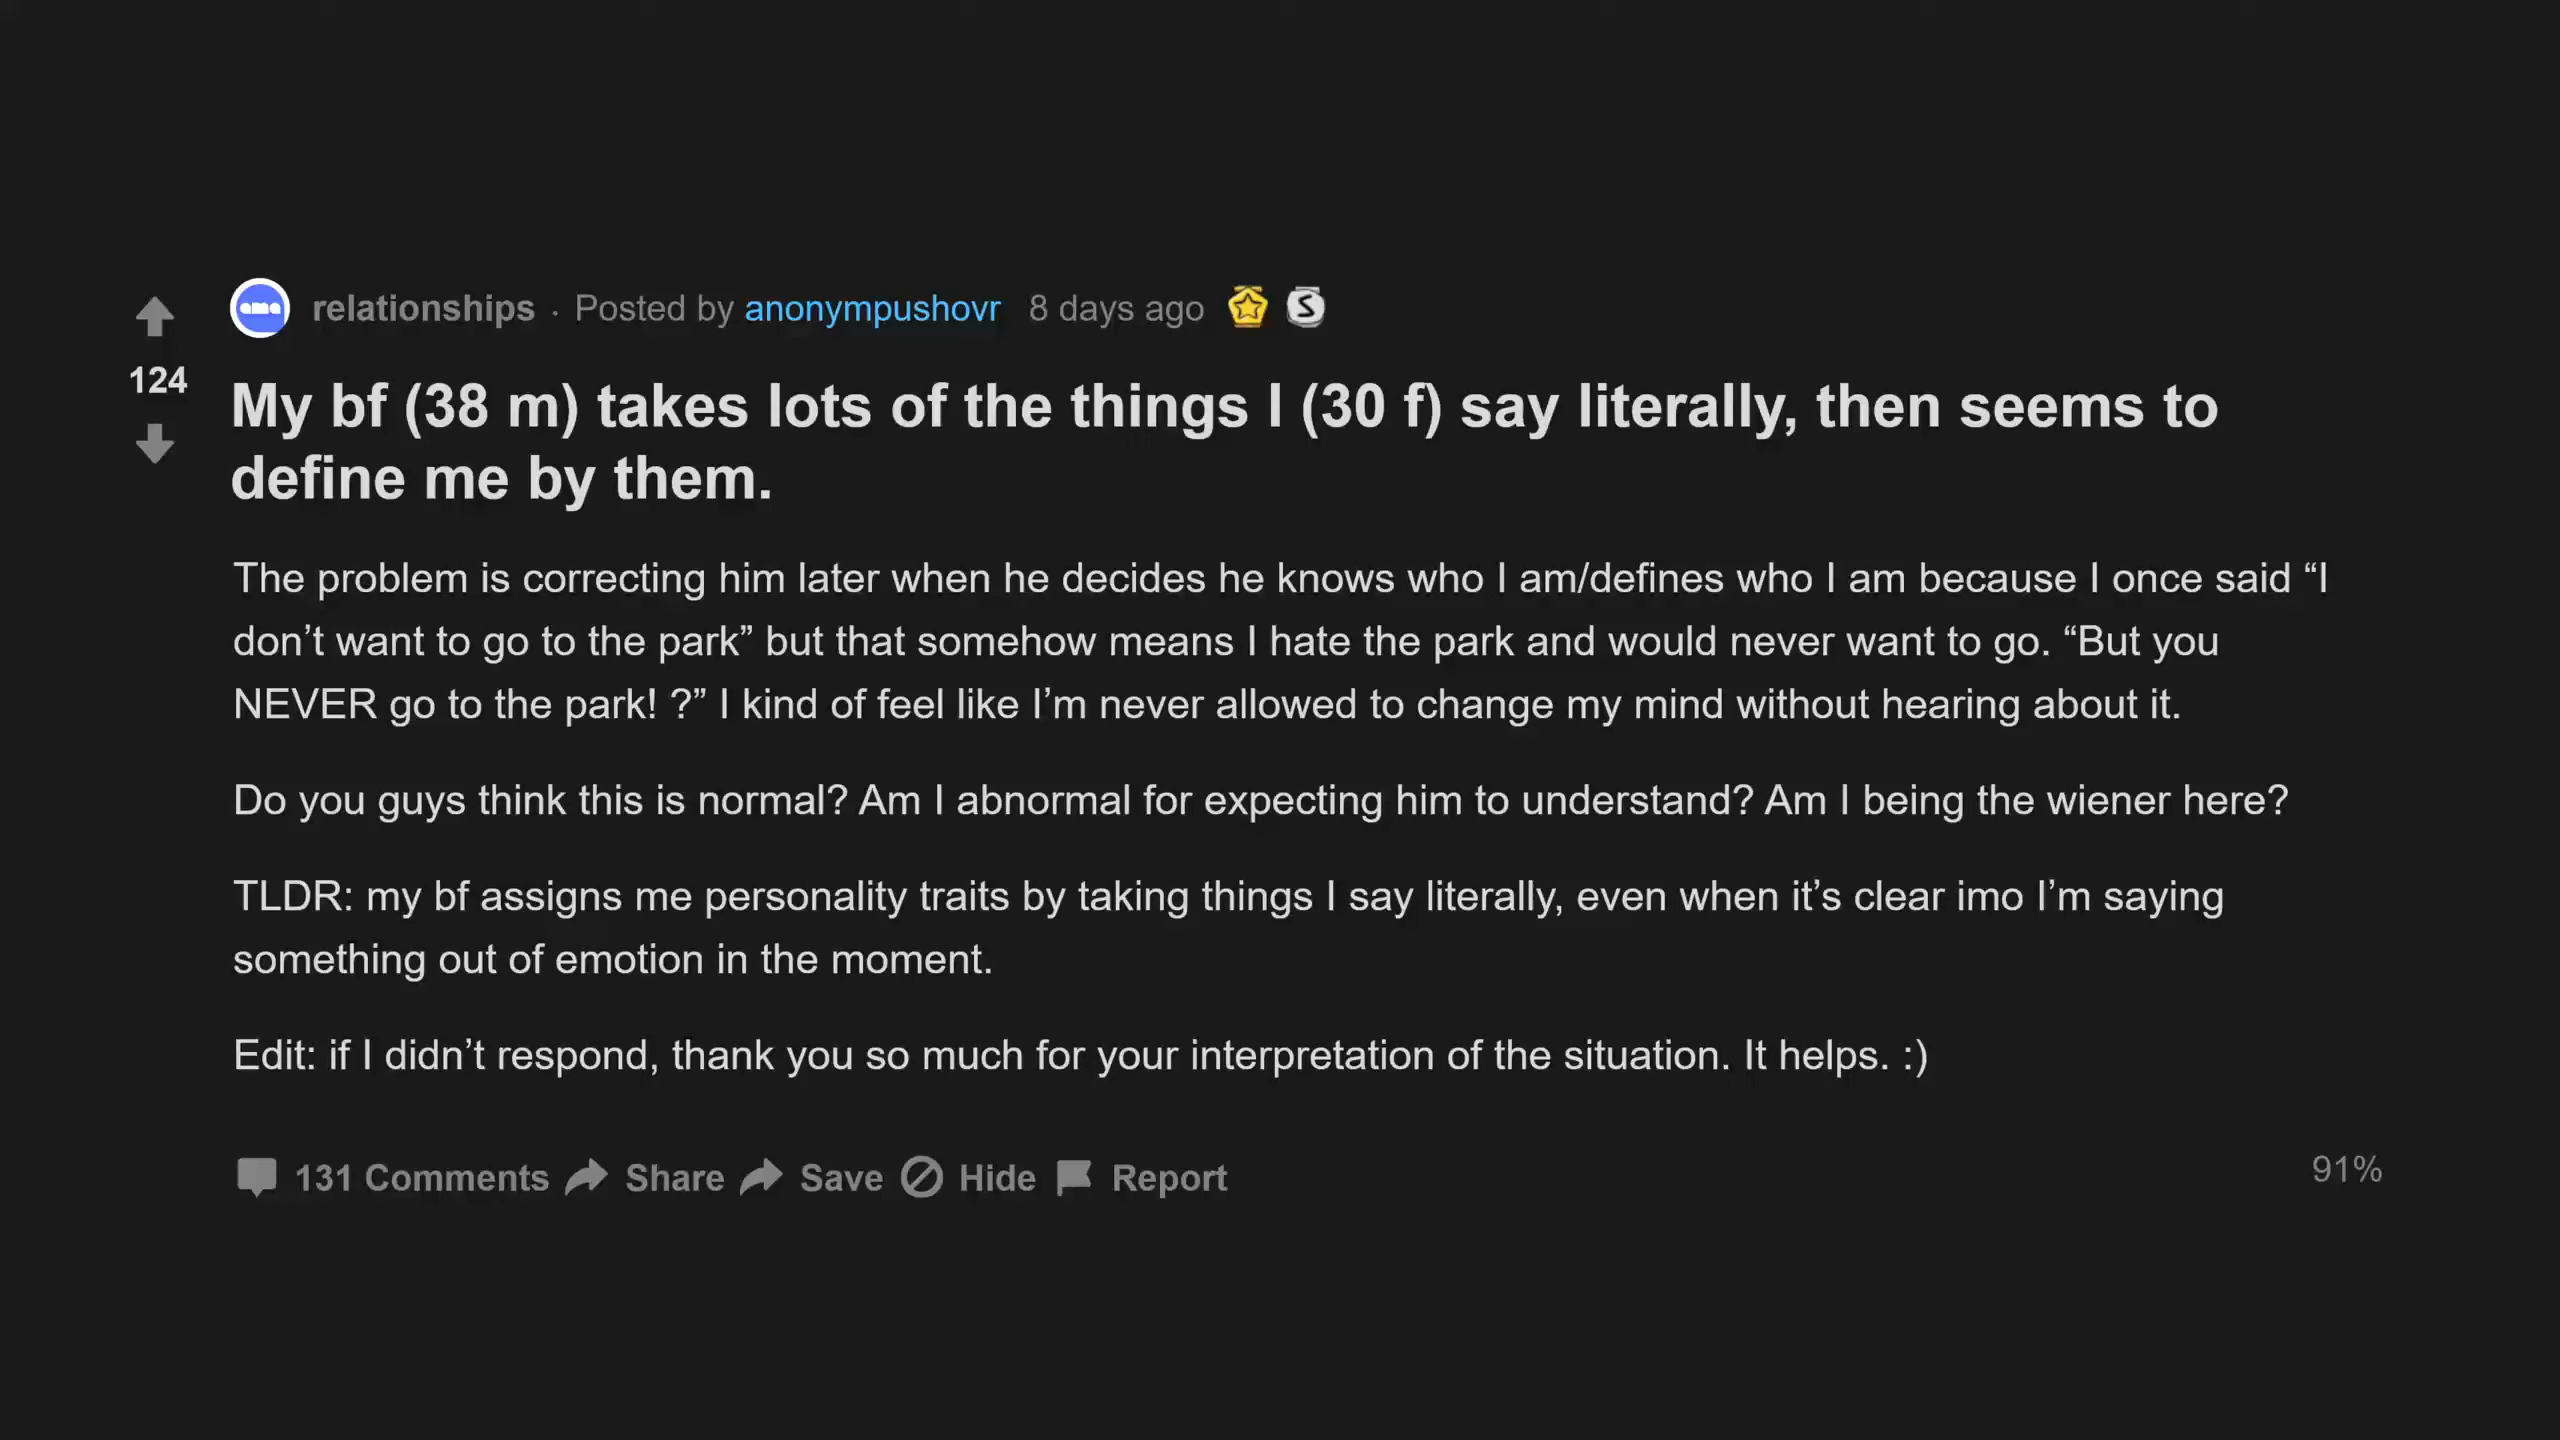 relationships · Posted by anonympushovr 8 days ago
124
My bf (38 m) takes lots of the things I (30 f) say literally, then seems to
define me by them.
The problem is correcting him later when he decides he knows who I am/defines who I am because I once said “I
don’t want to go to the park” but that somehow means I hate the park and would never want to go. “But you
NEVER go to the park! ?” I kind of feel like I’m never allowed to change my mind without hearing about it.
Do you guys think this is normal? Am I abnormal for expecting him to understand? Am I being the wiener here?
TLDR: my bf assigns me personality traits by taking things I say literally, even when it’s clear imo I’m saying
something out of emotion in the moment.
Edit: if I didn’t respond, thank you so much for your interpretation of the situation. It helps. :)
131 Comments Share Save Hide Report
91%